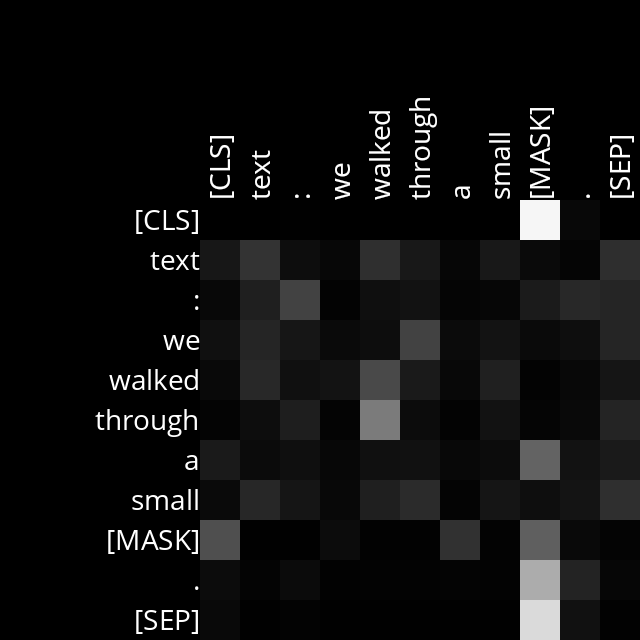 [CLS] text : we walked through a small [MASK] . [SEP]
[CLS]
text
:
we
walked
through
a
small
[MASK]
.
[SEP]